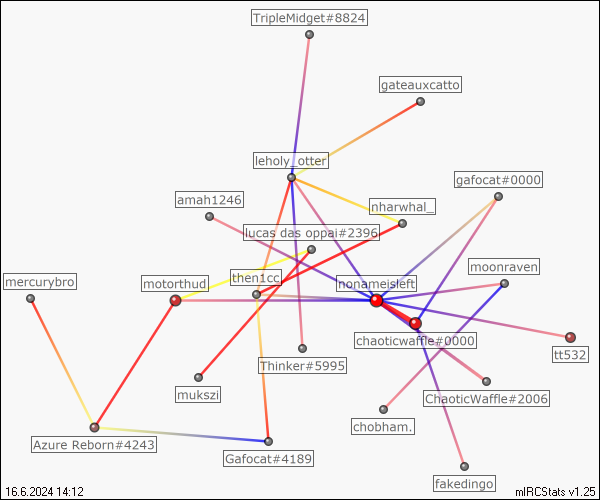 TripleMidget#8824
gateauxcatto
leholy_otter
gafocat#0000
amah1246
nharwhal_
lucas das oppai#2396
moonraven
mercurybro
motorthud
then1cc
nonameisleft
chaoticwaffle#0000
tt532
Thinker#5995
mukszi
ChaoticWaffle#2006
chobham.
Azure Reborn#4243
Gafocat#4189
fakedingo
16.6.2024 14:12
mIRCStats v1.25